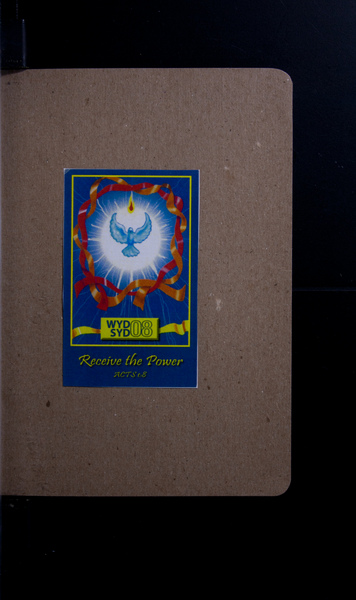 WYD
SYD08
Receive the Power
ACTS 1:8